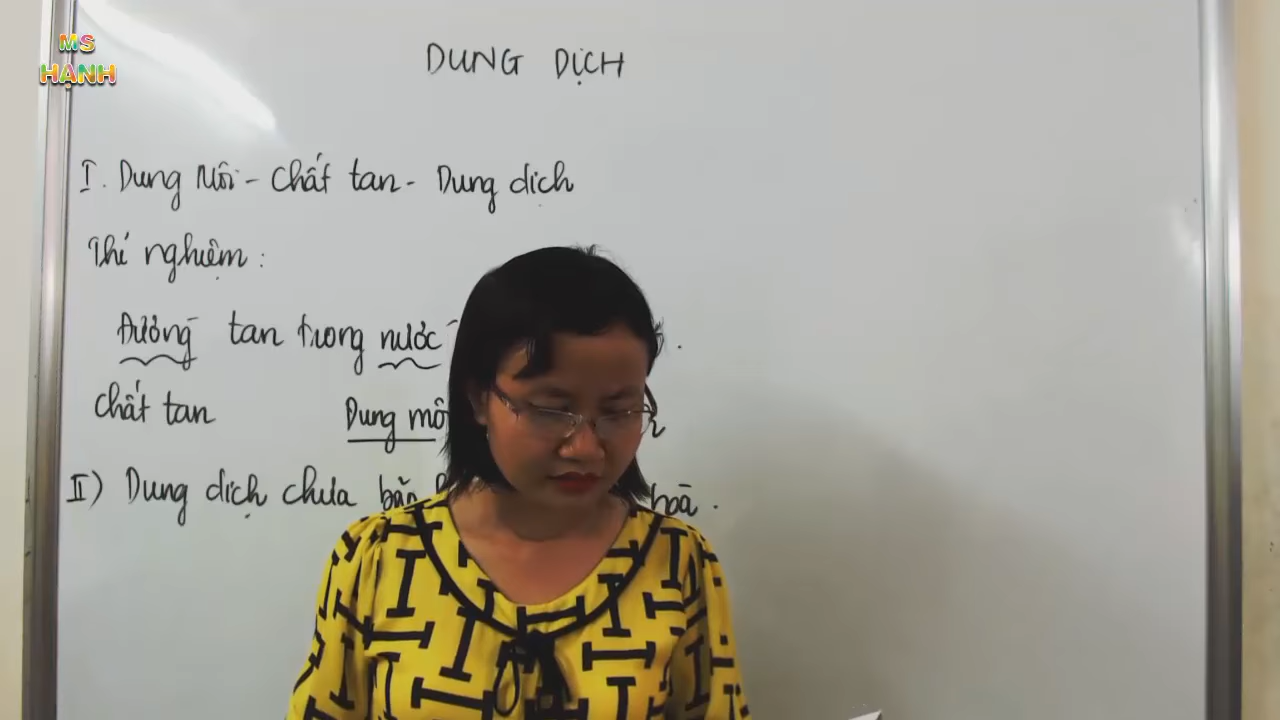 MS
HẠNH
DUNG DỊCH
I. Dung Môi - Chất tan - Dung dịch
Thí nghiệm :
Đường tan trong nước
Chất tan Dung
II) Dung dịch chưa hoà .